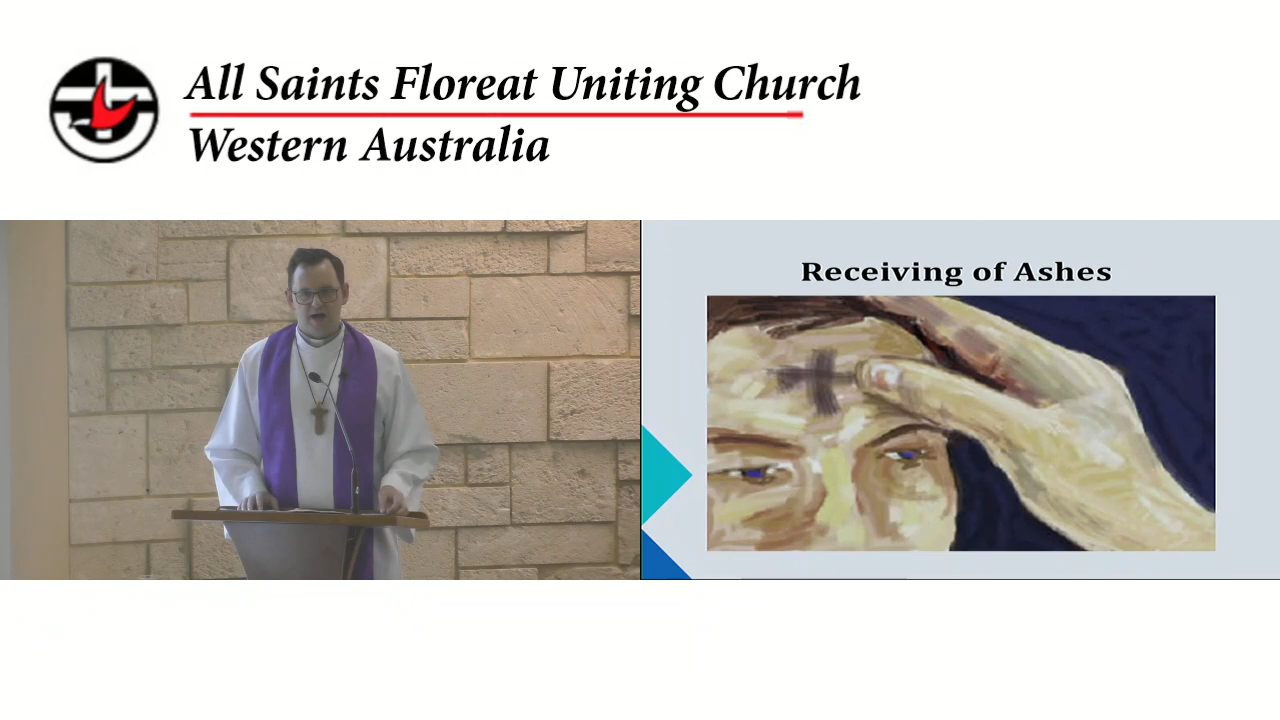 All Saints Floreat Uniting Church
Western Australia
Receiving of Ashes